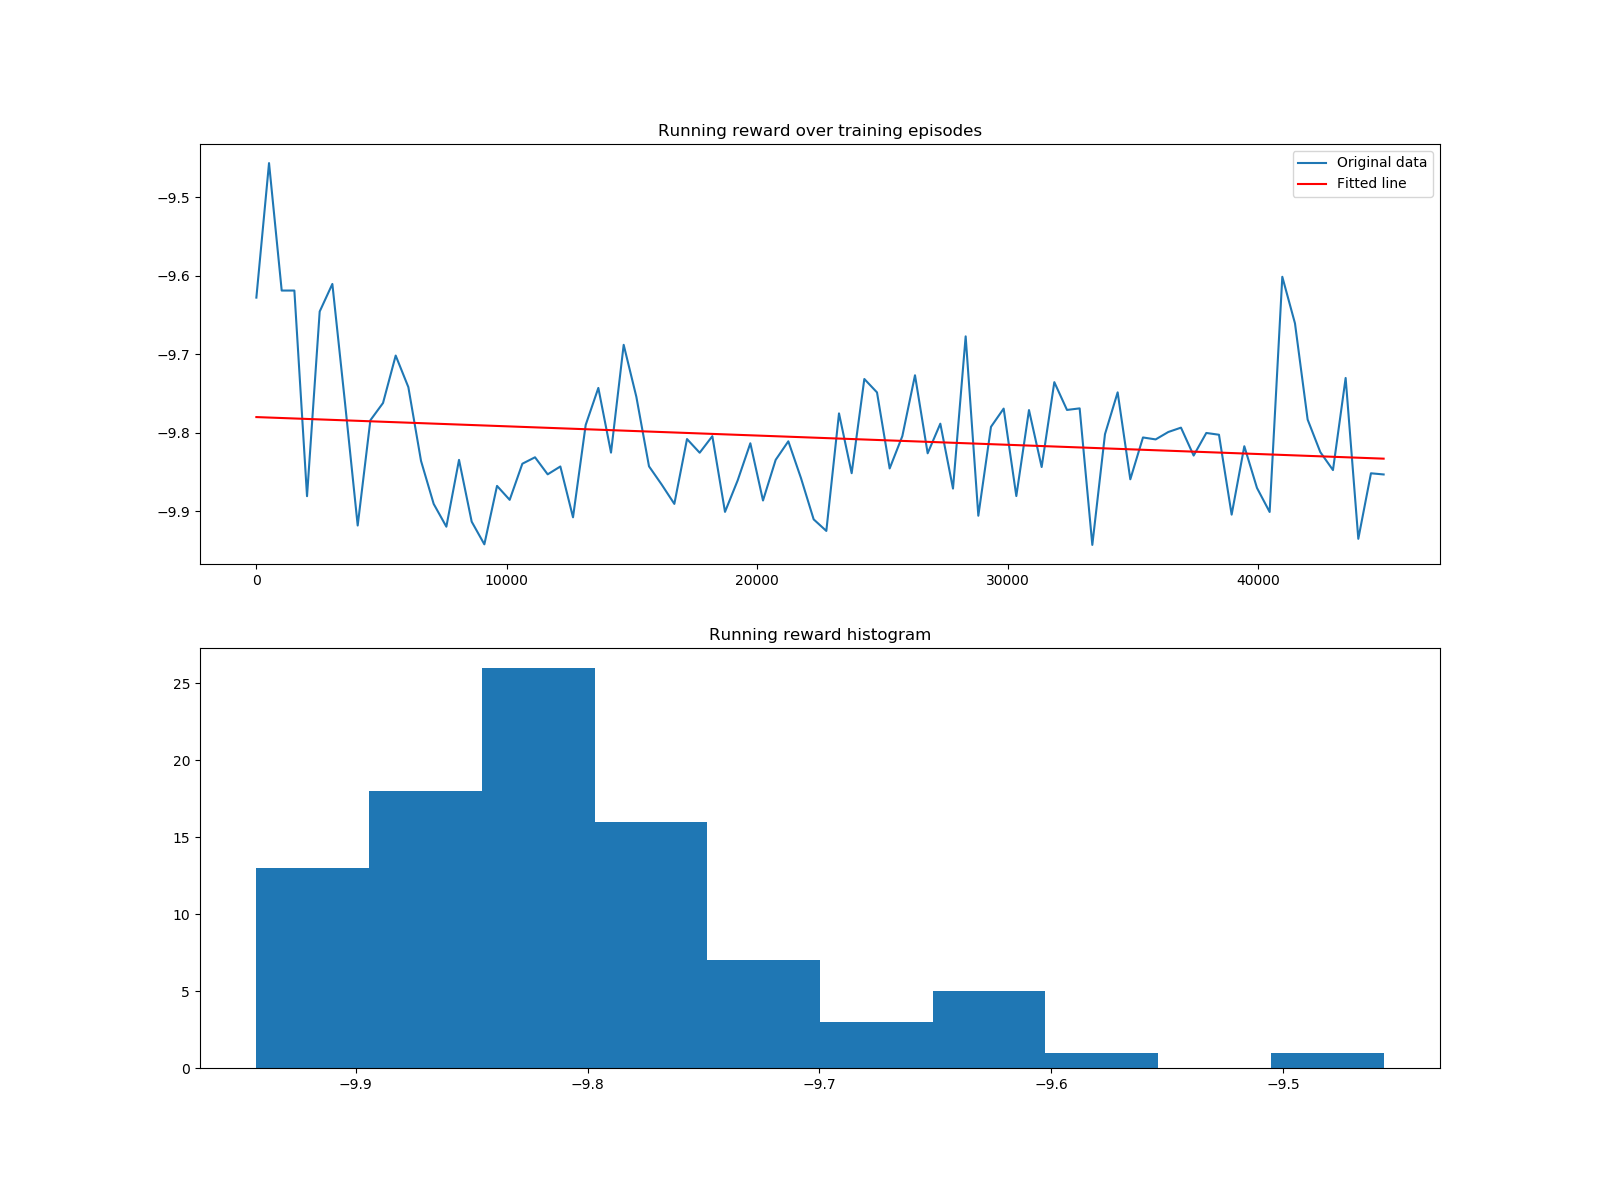 Running reward over training episodes
Original data
Fitted line
−9.5
−9.6
−9.7
−9.8
−9.9
0 10000 20000 30000 40000
Running reward histogram
25
20
15
10
5
0
−9.9 −9.8 −9.7 −9.6 −9.5